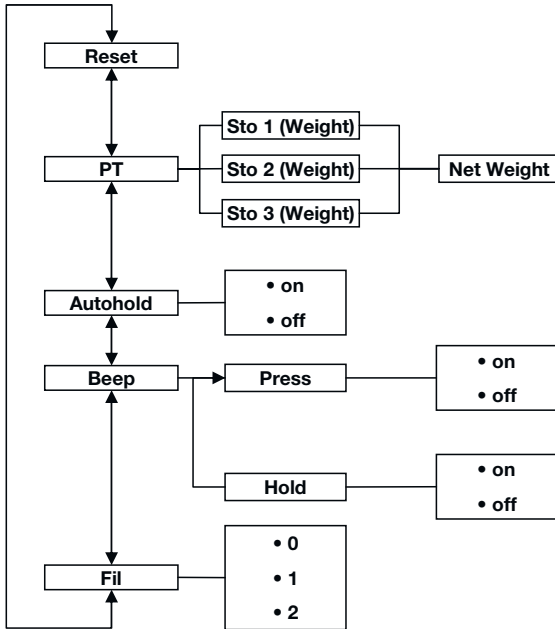 Reset
PT
Sto 1 (Weight)
Sto 2 (Weight)
Sto 3 (Weight)
Net Weight
Autohold
• on
• off
Beep
Press
• on
• off
Hold
• on
• off
Fil
• 0
• 1
• 2